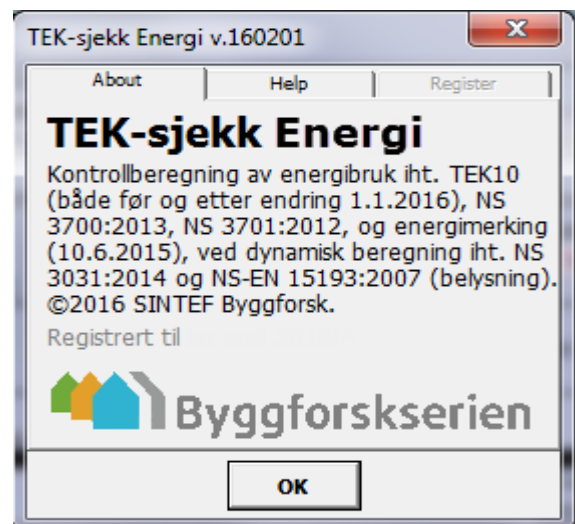 TEK-sjekk Energi v.160201
About
Help
Register
TEK-sjekk Energi
Kontrollberegning av energibruk iht. TEK10
(både før og etter endring 1.1.2016), NS
3700:2013, NS 3701:2012, og energimerking
(10.6.2015), ved dynamisk beregning iht. NS
3031:2014 og NS-EN 15193:2007 (belysning).
©2016 SINTEF Byggforsk.
Registrert til
Byggforskserien
OK